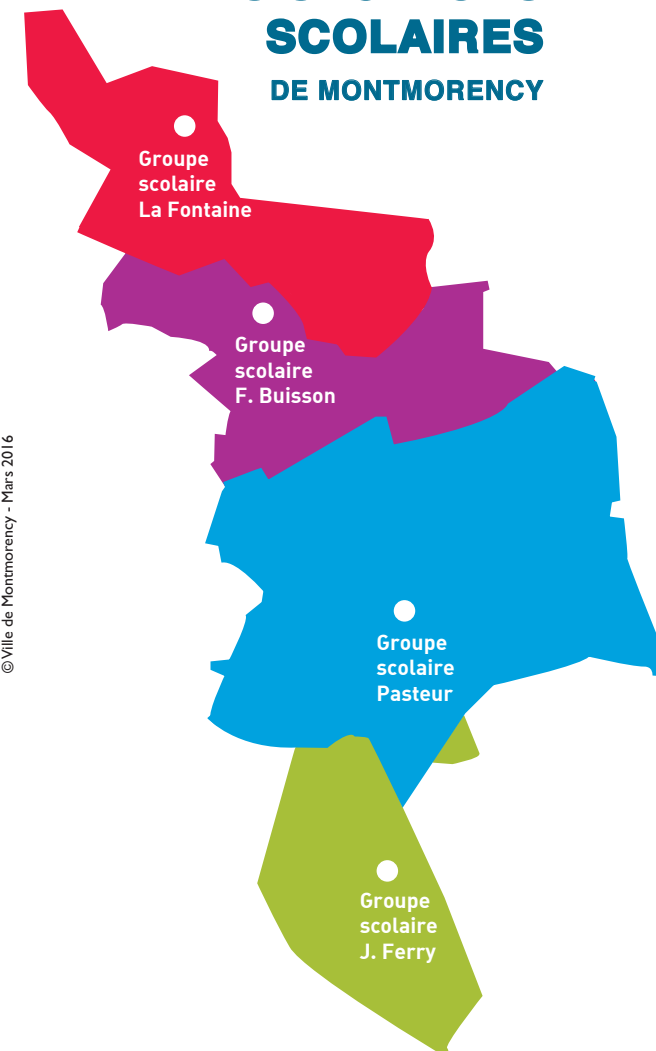 SCOLAIRES
DE MONTMORENCY
Groupe
scolaire
La Fontaine
Groupe
scolaire
F. Buisson
Groupe
scolaire
Pasteur
Groupe
scolaire
J. Ferry
© Ville de Montmorency - Mars 2016